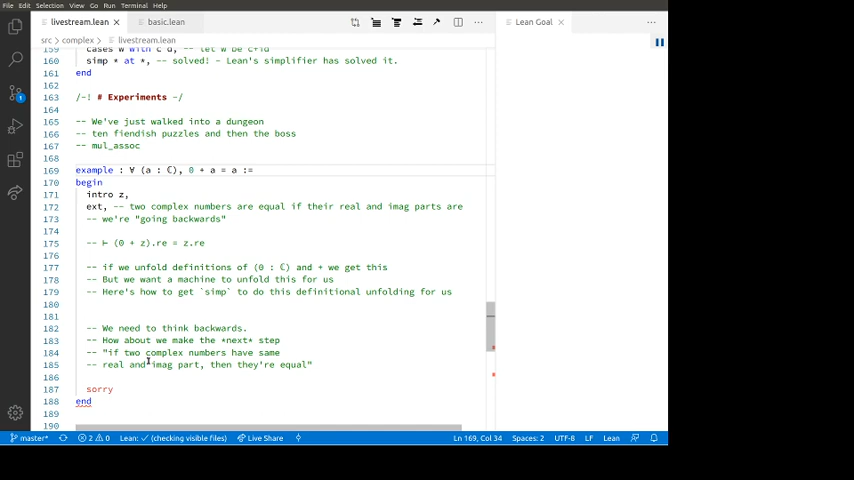 File Edit Selection View Go Run Terminal Help
livestream.lean basic.lean Lean Goal
src complex livestream.lean
159 cases w with c d, -- let w be c+id
160 simp * at *, -- solved! - Lean's simplifier has solved it.
161 end
162
163 /-! # Experiments -/
164
165 -- We've just walked into a dungeon
166 -- ten fiendish puzzles and then the boss
167 -- mul_assoc
168
169 example : ∀ (a : ℂ), 0 + a = a :=
170 begin
171 intro z,
172 ext, -- two complex numbers are equal if their real and imag parts are
173 -- we're "going backwards"
174
175 -- ⊢ (0 + z).re = z.re
176
177 -- if we unfold definitions of (0 : ℂ) and + we get this
178 -- But we want a machine to unfold this for us
179 -- Here's how to get `simp` to do this definitional unfolding for us
180
181
182 -- We need to think backwards.
183 -- How about we make the *next* step
184 -- "if two complex numbers have same
185 -- real and imag part, then they're equal"
186
187 sorry
188 end
189
190
1
master* 2 0 Lean: ✓ (checking visible files) Live Share Ln 169, Col 34 Spaces: 2 UTF-8 LF Lean